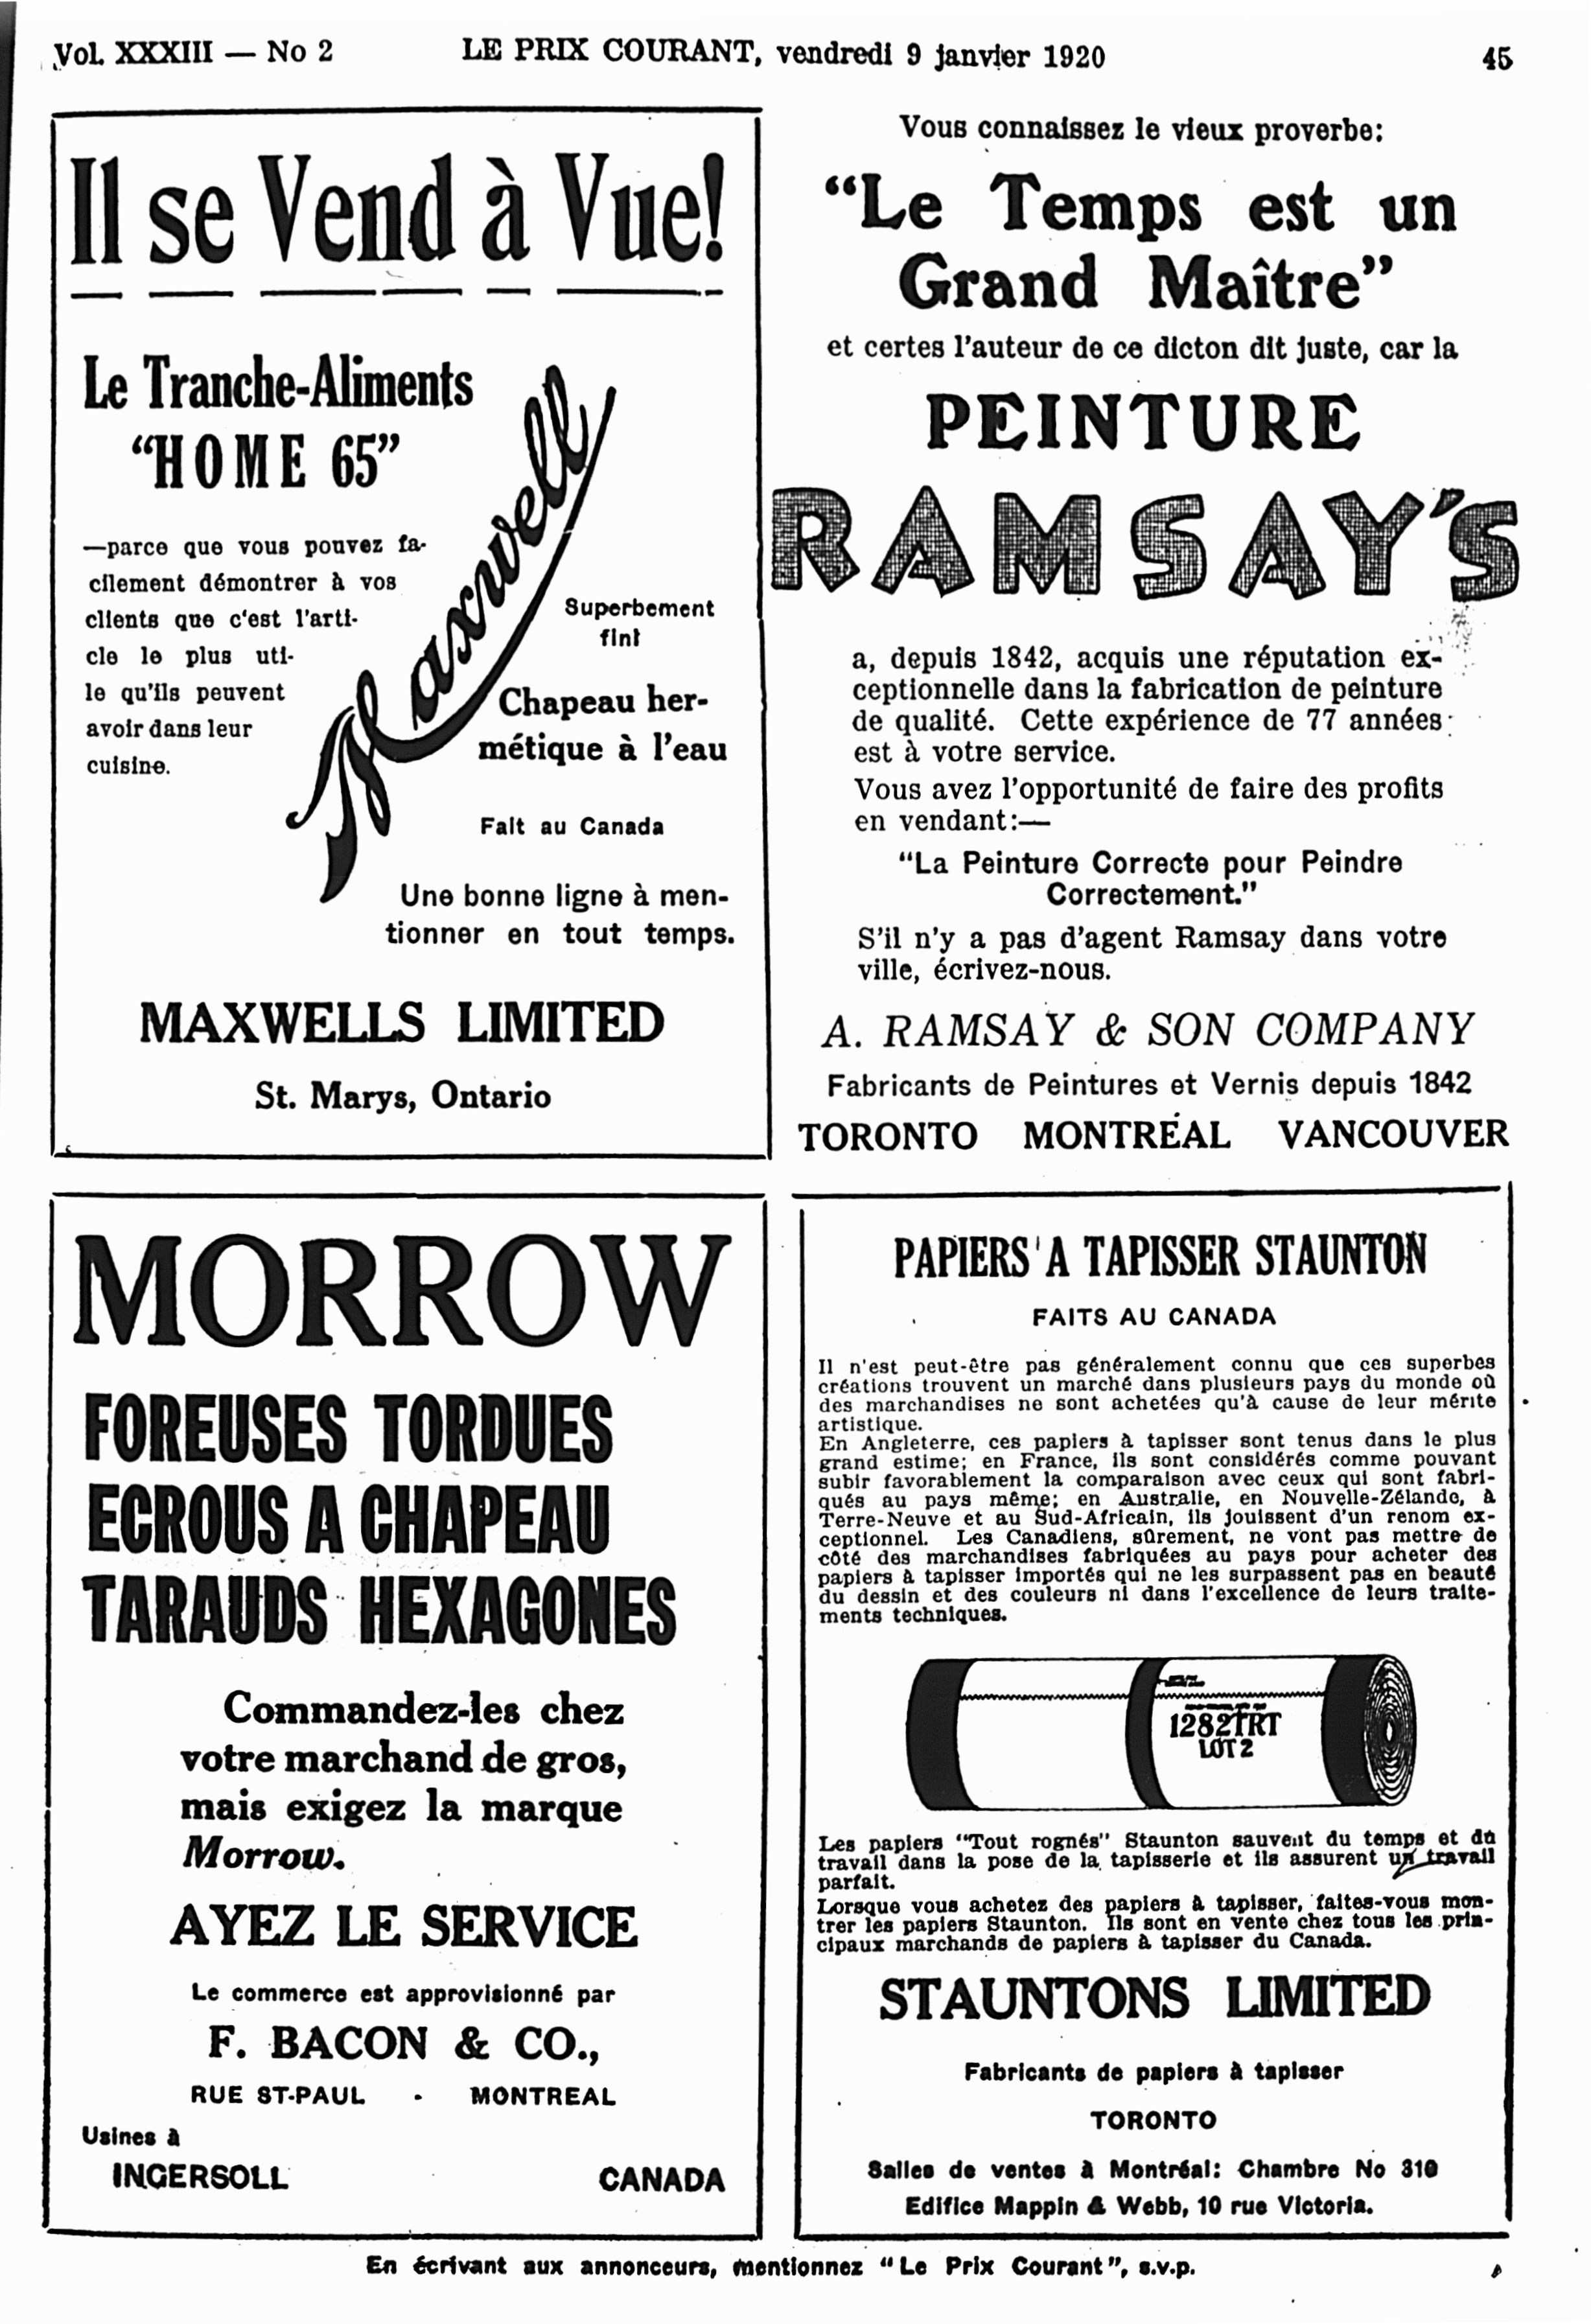 Vol. XXXIII — No 2 LE PRIX COURANT, vendredi 9 janvier 1920 45
Il se Vend à Vue!
Le Tranche-Aliments
"HOME 65"
—parce que vous pouvez fa-
cilement démontrer à vos
clients que c'est l'arti-
cle le plus uti-
le qu'ils peuvent
avoir dans leur
cuisine.
Maxwell
Superbement
fini
Chapeau her-
métique à l'eau
Fait au Canada
Une bonne ligne à men-
tionner en tout temps.
MAXWELLS LIMITED
St. Marys, Ontario
Vous connaissez le vieux proverbe:
"Le Temps est un
Grand Maître"
et certes l'auteur de ce dicton dit juste, car la
PEINTURE
RAMSAY'S
a, depuis 1842, acquis une réputation ex-
ceptionnelle dans la fabrication de peinture
de qualité. Cette expérience de 77 années
est à votre service.
Vous avez l'opportunité de faire des profits
en vendant:—
"La Peinture Correcte pour Peindre
Correctement."
S'il n'y a pas d'agent Ramsay dans votre
ville, écrivez-nous.
A. RAMSAY & SON COMPANY
Fabricants de Peintures et Vernis depuis 1842
TORONTO MONTRÉAL VANCOUVER
MORROW
FOREUSES TORDUES
ECROUS A CHAPEAU
TARAUDS HEXAGONES
Commandez-les chez
votre marchand de gros,
mais exigez la marque
Morrow.
AYEZ LE SERVICE
Le commerce est approvisionné par
F. BACON & CO.,
RUE ST-PAUL - MONTREAL
Usines à
INGERSOLL CANADA
PAPIERS A TAPISSER STAUNTON
FAITS AU CANADA
Il n'est peut-être pas généralement connu que ces superbes
créations trouvent un marché dans plusieurs pays du monde où
des marchandises ne sont achetées qu'à cause de leur mérite
artistique.
En Angleterre, ces papiers à tapisser sont tenus dans le plus
grand estime; en France, ils sont considérés comme pouvant
subir favorablement la comparaison avec ceux qui sont fabri-
qués au pays même; en Australie, en Nouvelle-Zélande, à
Terre-Neuve et au Sud-Africain, ils jouissent d'un renom ex-
ceptionnel. Les Canadiens, sûrement, ne vont pas mettre de
côté des marchandises fabriquées au pays pour acheter des
papiers à tapisser importés qui ne les surpassent pas en beauté
du dessin et des couleurs ni dans l'excellence de leurs traite-
ments techniques.
1282TRT
LOT 2
Les papiers "Tout rognés" Staunton sauvent du temps et du
travail dans la pose de la tapisserie et ils assurent un travail
parfait.
Lorsque vous achetez des papiers à tapisser, faites-vous mon-
trer les papiers Staunton. Ils sont en vente chez tous les prin-
cipaux marchands de papiers à tapisser du Canada.
STAUNTONS LIMITED
Fabricants de papiers à tapisser
TORONTO
Salles de ventes à Montréal: Chambre No 310
Edifice Mappin & Webb, 10 rue Victoria.
En écrivant aux annonceurs, mentionnez "Le Prix Courant", s.v.p.